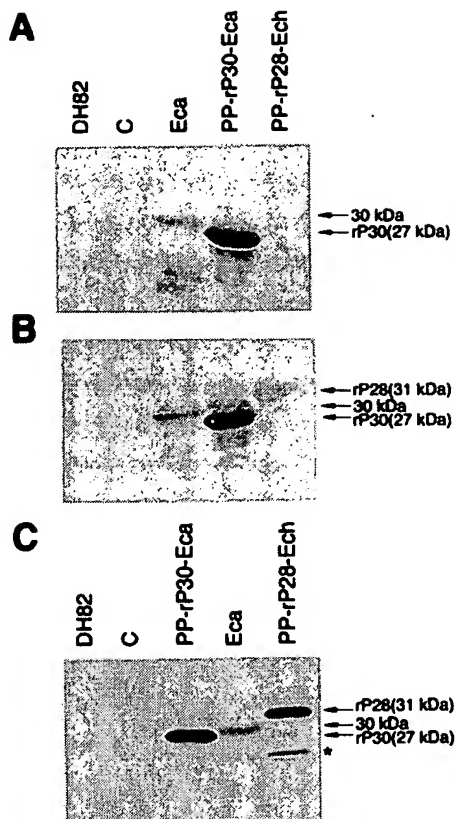 A
DH82
C
Eca
PP-rP30-Eca
PP-rP28-Ech
30 kDa
rP30(27 kDa)
B
rP28(31 kDa)
30 kDa
rP30(27 kDa)
C
DH82
C
PP-rP30-Eca
Eca
PP-rP28-Ech
rP28(31 kDa)
30 kDa
rP30(27 kDa)
*